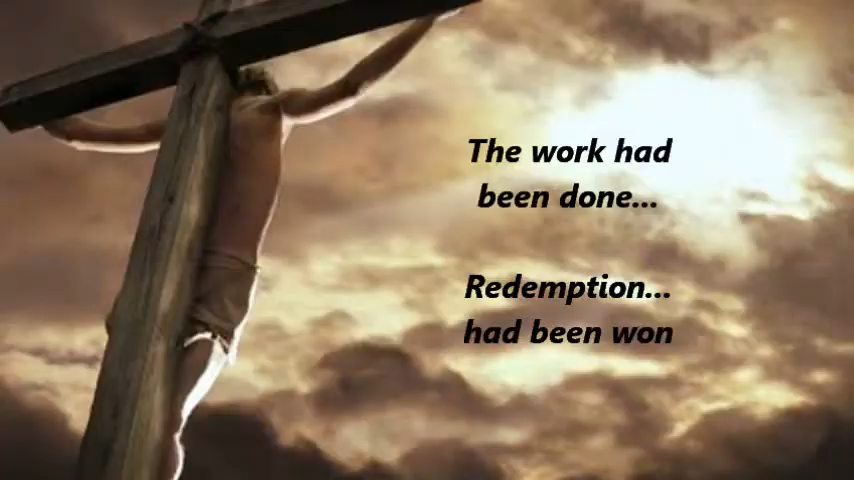 The work had
been done...
Redemption...
had been won